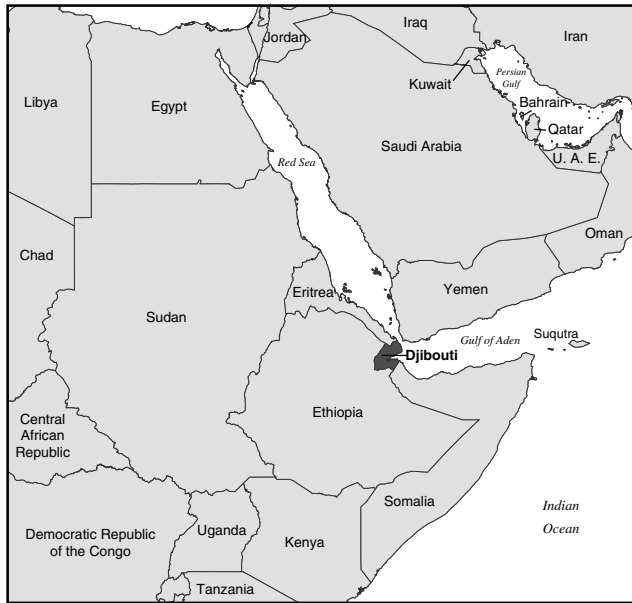 Jordan
Iraq
Iran
Kuwait
Persian
Gulf
Libya
Egypt
Bahrain
Qatar
Saudi Arabia
U. A. E.
Red Sea
Oman
Chad
Eritrea
Yemen
Sudan
Gulf of Aden
Suqutra
Djibouti
Ethiopia
Central
African
Republic
Somalia
Indian
Ocean
Democratic Republic
of the Congo
Uganda
Kenya
Tanzania